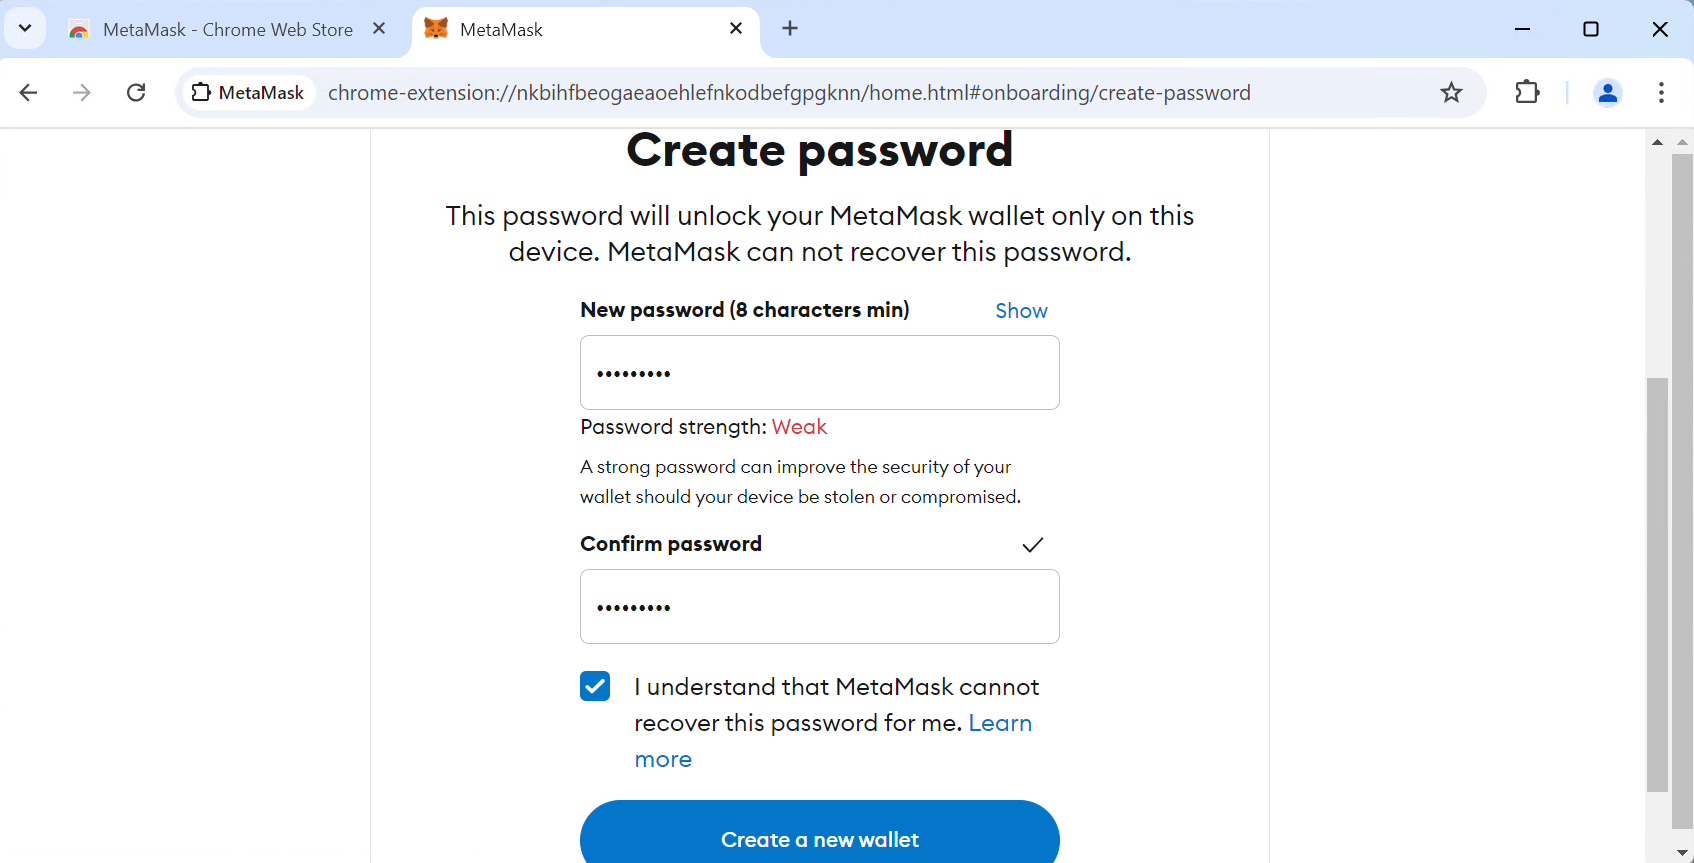 MetaMask - Chrome Web Store
MetaMask
MetaMask
chrome-extension://nkbihfbeogaeaoehlefnkodbefgpgknn/home.html#onboarding/create-password
Create password
This password will unlock your MetaMask wallet only on this
device. MetaMask can not recover this password.
New password (8 characters min)
Show
•••••••••
Password strength: Weak
A strong password can improve the security of your
wallet should your device be stolen or compromised.
Confirm password
•••••••••
I understand that MetaMask cannot
recover this password for me. Learn
more
Create a new wallet